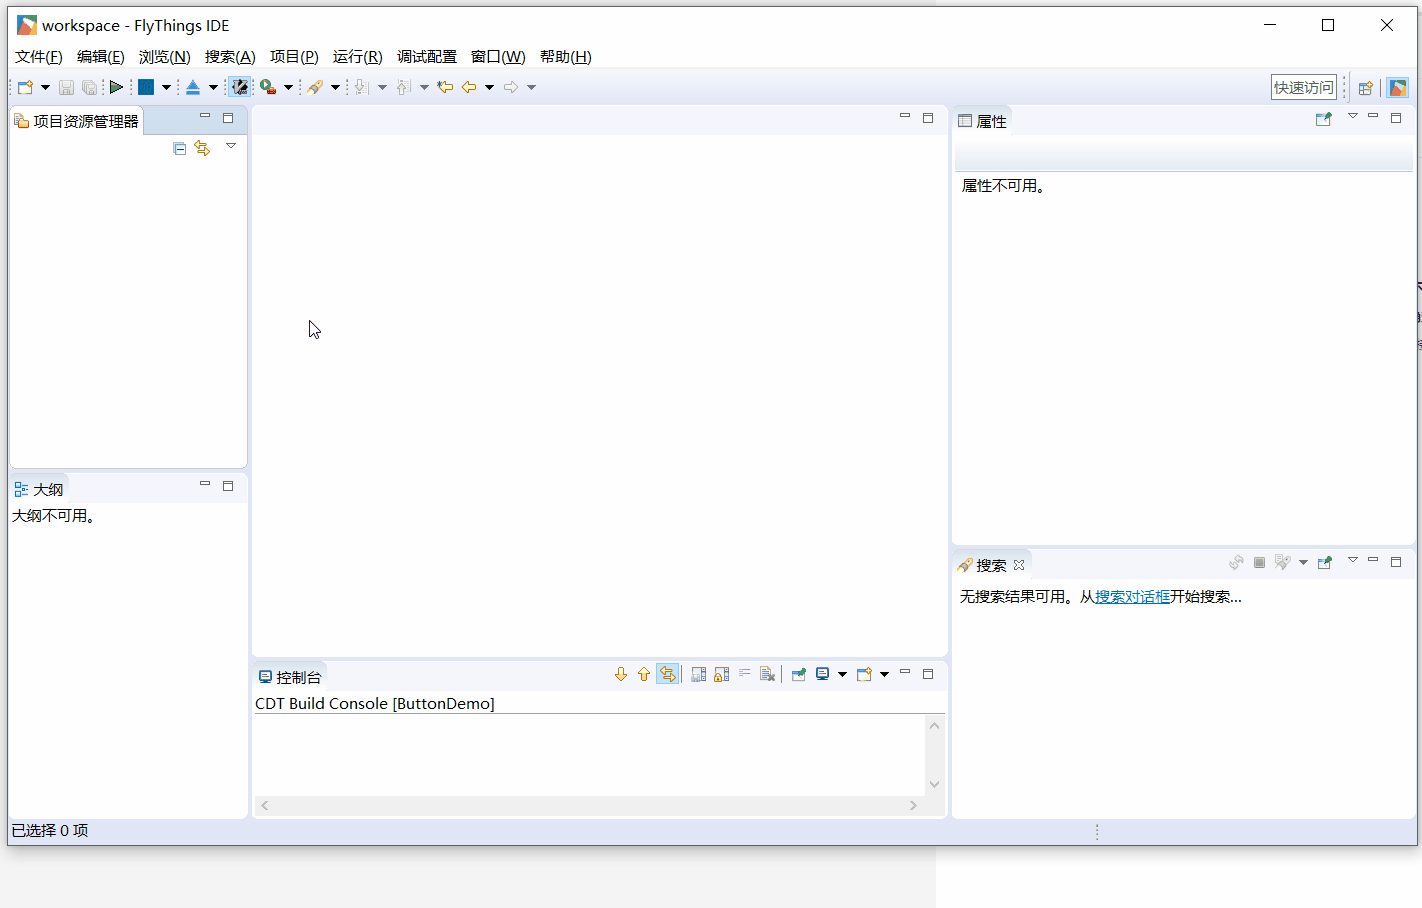 workspace - FlyThings IDE
文件(F) 编辑(E) 浏览(N) 搜索(A) 项目(P) 运行(R) 调试配置 窗口(W) 帮助(H)
快速访问
项目资源管理器
属性
属性不可用。
大纲
大纲不可用。
搜索
无搜索结果可用。从搜索对话框开始搜索...
控制台
CDT Build Console [ButtonDemo]
已选择 0 项